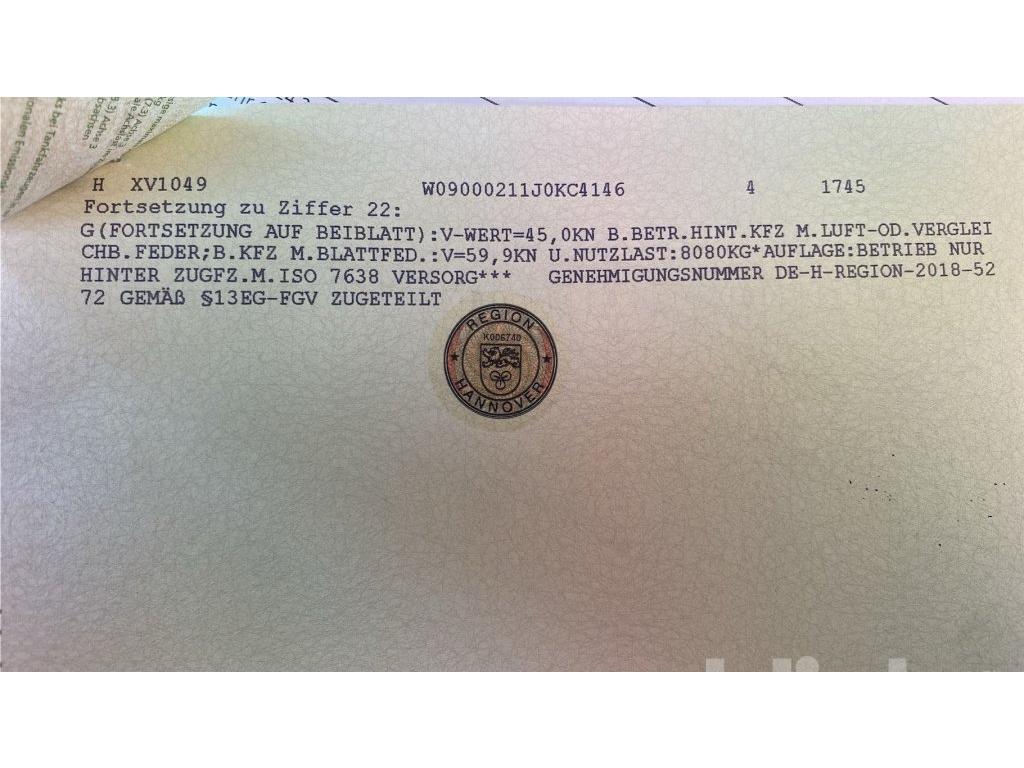 H XV1049 W09000211J0KC4146 4 1745
Fortsetzung zu Ziffer 22:
G(FORTSETZUNG AUF BEIBLATT):V-WERT=45,0KN B.BETR.HINT.KFZ M.LUFT-OD.VERGLEI
CHB.FEDER;B.KFZ M.BLATTFED.:V=59,9KN U.NUTZLAST:8080KG*AUFLAGE:BETRIEB NUR
HINTER ZUGFZ.M.ISO 7638 VERSORG*** GENEHMIGUNGSNUMMER DE-H-REGION-2018-52
72 GEMÄß §13EG-FGV ZUGETEILT
REGION
K006740
HANNOVER